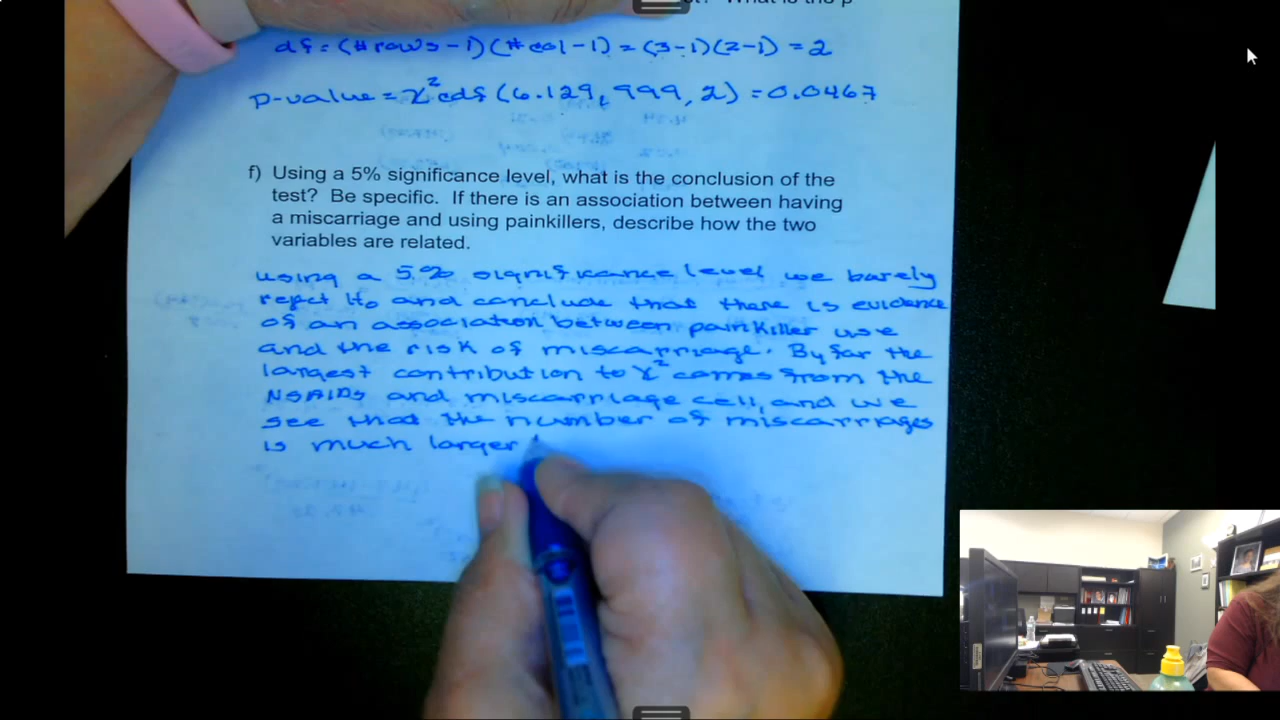 What is the p
df = (# rows - 1)(# col - 1) = (3-1)(2-1) = 2
p-value = χ²cdf (6.129, 999, 2) = 0.0467
f) Using a 5% significance level, what is the conclusion of the
test? Be specific. If there is an association between having
a miscarriage and using painkillers, describe how the two
variables are related.
using a 5% significance level we barely
reject H₀ and conclude that there is evidence
of an association between painkiller use
and the risk of miscarriage. By far the
largest contribution to χ² comes from the
NSAIDs and miscarriage cell, and we
see that the number of miscarriages
is much larger